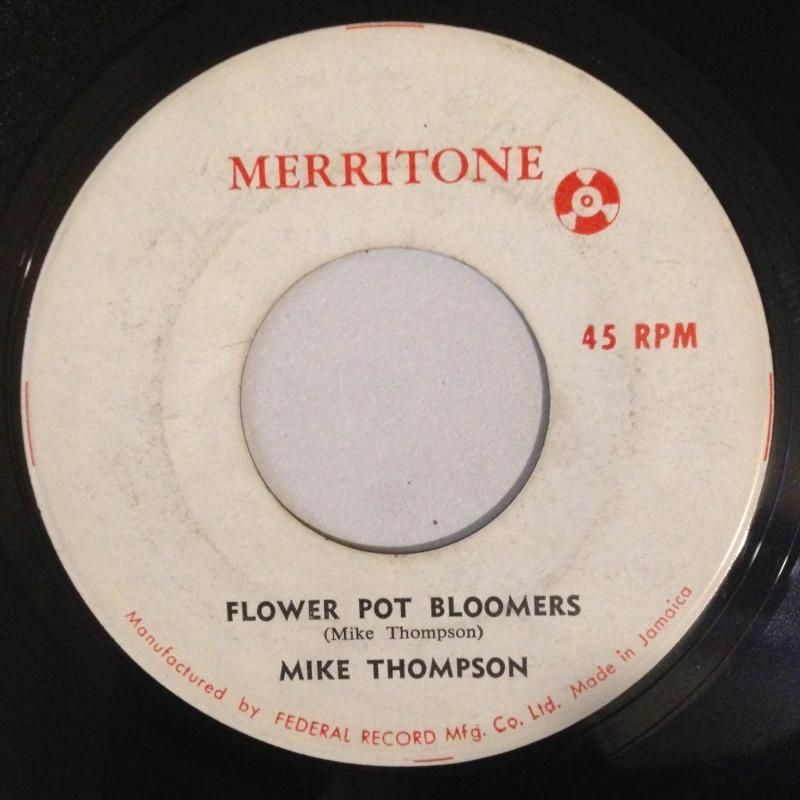 MERRITONE
45 RPM
FLOWER POT BLOOMERS
(Mike Thompson)
MIKE THOMPSON
Manufactured by FEDERAL RECORD Mfg. Co. Ltd. Made in Jamaica